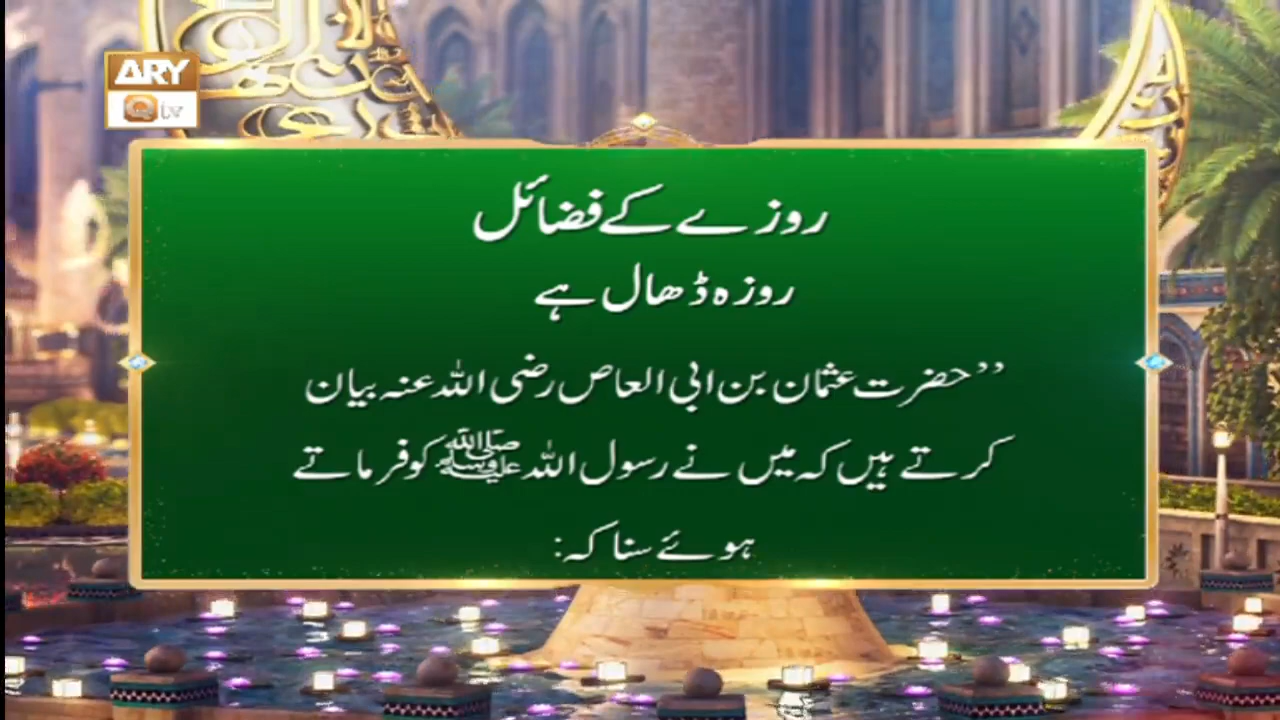 ARY
Q tv
روزے کے فضائل
روزہ ڈھال ہے
’’حضرت عثمان بن ابی العاص رضی اللہ عنہ بیان
کرتے ہیں کہ میں نے رسول اللہ ﷺ کو فرماتے
ہوئے سنا کہ: